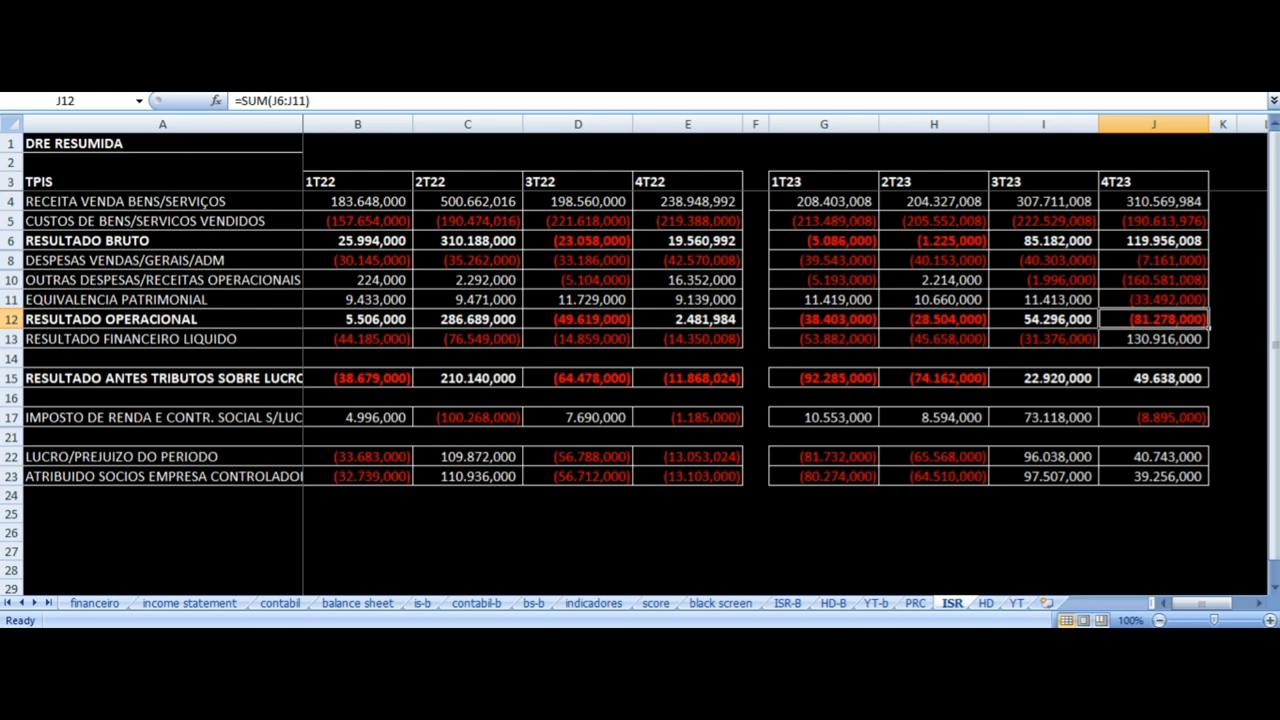 J12 fx =SUM(J6:J11)
A B C D E F G H I J K L
1 DRE RESUMIDA
2
3 TPIS 1T22 2T22 3T22 4T22 1T23 2T23 3T23 4T23
4 RECEITA VENDA BENS/SERVIÇOS 183.648,000 500.662,016 198.560,000 238.948,992 208.403,008 204.327,008 307.711,008 310.569,984
5 CUSTOS DE BENS/SERVICOS VENDIDOS (157.654,000) (190.474,016) (221.618,000) (219.388,000) (213.489,008) (205.552,008) (222.529,008) (190.613,976)
6 RESULTADO BRUTO 25.994,000 310.188,000 (23.058,000) 19.560,992 (5.086,000) (1.225,000) 85.182,000 119.956,008
8 DESPESAS VENDAS/GERAIS/ADM (30.145,000) (35.262,000) (33.186,000) (42.570,008) (39.543,000) (40.153,000) (40.303,000) (7.161,000)
10 OUTRAS DESPESAS/RECEITAS OPERACIONAIS 224,000 2.292,000 (5.104,000) 16.352,000 (5.193,000) 2.214,000 (1.996,000) (160.581,008)
11 EQUIVALENCIA PATRIMONIAL 9.433,000 9.471,000 11.729,000 9.139,000 11.419,000 10.660,000 11.413,000 (33.492,000)
12 RESULTADO OPERACIONAL 5.506,000 286.689,000 (49.619,000) 2.481,984 (38.403,000) (28.504,000) 54.296,000 (81.278,000)
13 RESULTADO FINANCEIRO LIQUIDO (44.185,000) (76.549,000) (14.859,000) (14.350,008) (53.882,000) (45.658,000) (31.376,000) 130.916,000
14
15 RESULTADO ANTES TRIBUTOS SOBRE LUCRO (38.679,000) 210.140,000 (64.478,000) (11.868,024) (92.285,000) (74.162,000) 22.920,000 49.638,000
16
17 IMPOSTO DE RENDA E CONTR. SOCIAL S/LUC 4.996,000 (100.268,000) 7.690,000 (1.185,000) 10.553,000 8.594,000 73.118,000 (8.895,000)
21
22 LUCRO/PREJUIZO DO PERIODO (33.683,000) 109.872,000 (56.788,000) (13.053,024) (81.732,000) (65.568,000) 96.038,000 40.743,000
23 ATRIBUIDO SOCIOS EMPRESA CONTROLADO (32.739,000) 110.936,000 (56.712,000) (13.103,000) (80.274,000) (64.510,000) 97.507,000 39.256,000
24
25
26
27
28
29
financeiro income statement contabil balance sheet is-b contabil-b bs-b indicadores score black screen ISR-B HD-B YT-b PRC ISR HD YT
Ready 100%